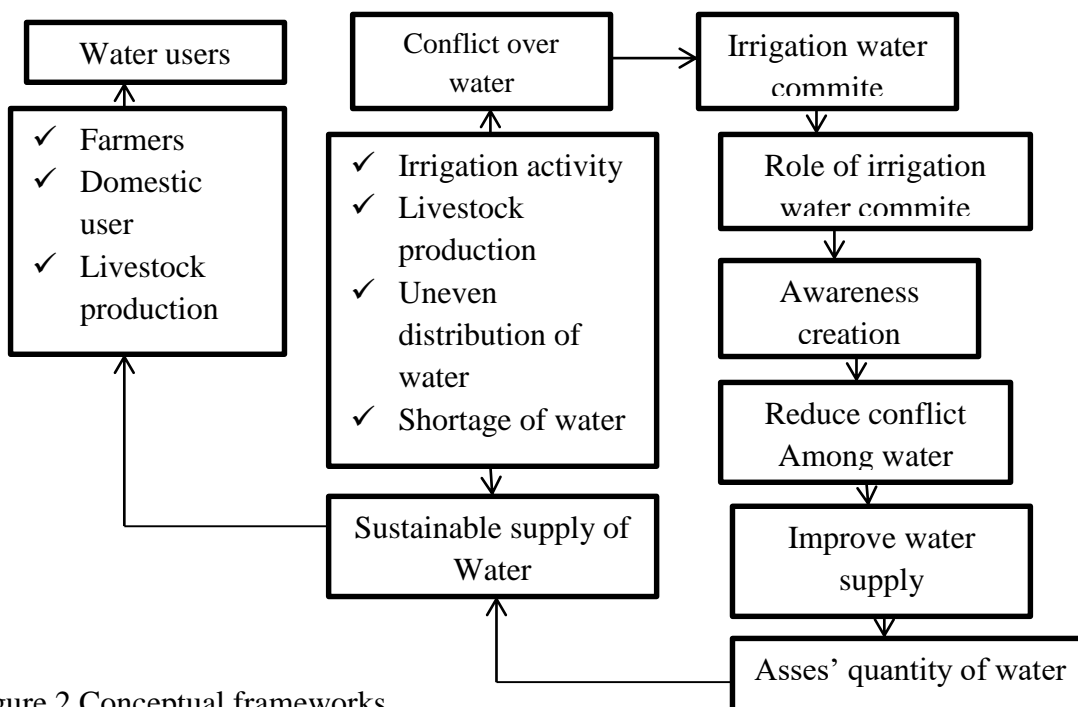 Water users
✓ Farmers
✓ Domestic
user
✓ Livestock
production
Conflict over
water
✓ Irrigation activity
✓ Livestock
production
✓ Uneven
distribution of
water
✓ Shortage of water
Sustainable supply of
Water
Irrigation water
commite
Role of irrigation
water commite
Awareness
creation
Reduce conflict
Among water
Improve water
supply
Asses’ quantity of water
gure 2 Conceptual frameworks